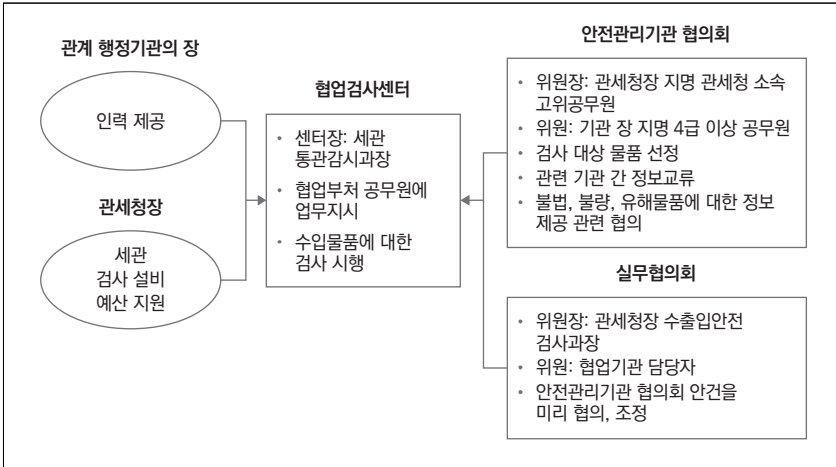 관계 행정기관의 장
인력 제공
관세청장
세관
검사 설비
예산 지원
협업검사센터
• 센터장: 세관
통관감시과장
• 협업부처 공무원에
업무지시
• 수입물품에 대한
검사 시행
안전관리기관 협의회
• 위원장: 관세청장 지명 관세청 소속
고위공무원
• 위원: 기관 장 지명 4급 이상 공무원
• 검사 대상 물품 선정
• 관련 기관 간 정보교류
• 불법, 불량, 유해물품에 대한 정보
제공 관련 협의
실무협의회
• 위원장: 관세청장 수출입안전
검사과장
• 위원: 협업기관 담당자
• 안전관리기관 협의회 안건을
미리 협의, 조정